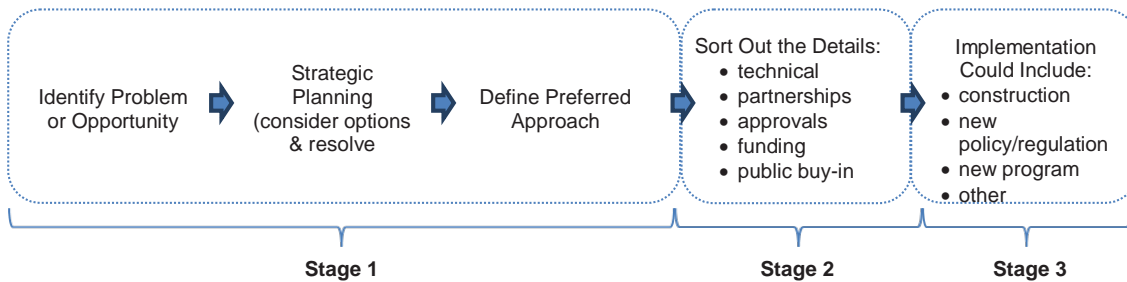 Identify Problem
or Opportunity
Strategic
Planning
(consider options
& resolve
Define Preferred
Approach
Sort Out the Details:
• technical
• partnerships
• approvals
• funding
• public buy-in
Implementation
Could Include:
• construction
• new
policy/regulation
• new program
• other
Stage 1
Stage 2
Stage 3